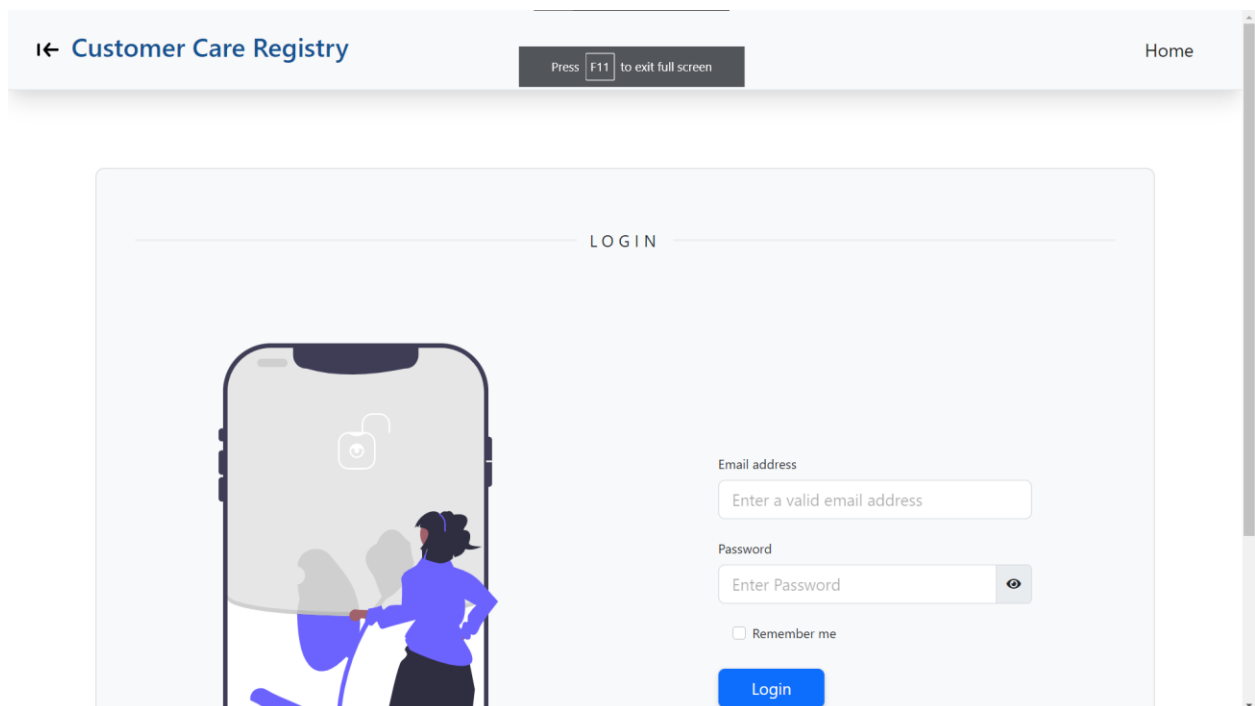 Customer Care Registry
Press F11 to exit full screen
Home
LOGIN
Email address
Enter a valid email address
Password
Enter Password
Remember me
Login